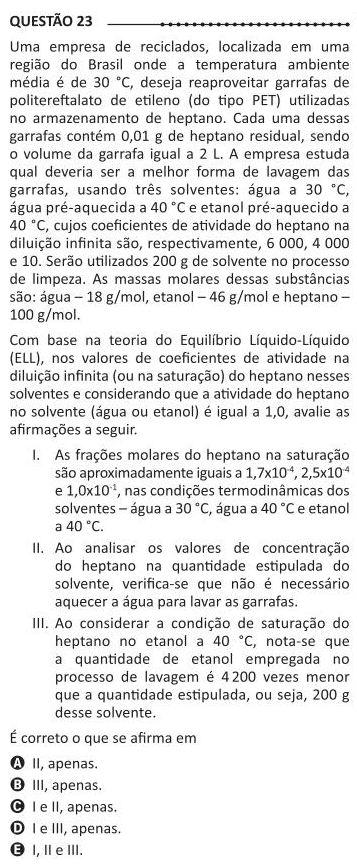 QUESTÃO 23
Uma empresa de reciclados, localizada em uma
região do Brasil onde a temperatura ambiente
média é de 30 °C, deseja reaproveitar garrafas de
politereftalato de etileno (do tipo PET) utilizadas
no armazenamento de heptano. Cada uma dessas
garrafas contém 0,01 g de heptano residual, sendo
o volume da garrafa igual a 2 L. A empresa estuda
qual deveria ser a melhor forma de lavagem das
garrafas, usando três solventes: água a 30 °C,
água pré-aquecida a 40 °C e etanol pré-aquecido a
40 °C, cujos coeficientes de atividade do heptano na
diluição infinita são, respectivamente, 6 000, 4 000
e 10. Serão utilizados 200 g de solvente no processo
de limpeza. As massas molares dessas substâncias
são: água – 18 g/mol, etanol – 46 g/mol e heptano –
100 g/mol.
Com base na teoria do Equilíbrio Líquido-Líquido
(ELL), nos valores de coeficientes de atividade na
diluição infinita (ou na saturação) do heptano nesses
solventes e considerando que a atividade do heptano
no solvente (água ou etanol) é igual a 1,0, avalie as
afirmações a seguir.
I. As frações molares do heptano na saturação
são aproximadamente iguais a 1,7x10⁻⁴, 2,5x10⁻⁴
e 1,0x10⁻¹, nas condições termodinâmicas dos
solventes – água a 30 °C, água a 40 °C e etanol
a 40 °C.
II. Ao analisar os valores de concentração
do heptano na quantidade estipulada do
solvente, verifica-se que não é necessário
aquecer a água para lavar as garrafas.
III. Ao considerar a condição de saturação do
heptano no etanol a 40 °C, nota-se que
a quantidade de etanol empregada no
processo de lavagem é 4 200 vezes menor
que a quantidade estipulada, ou seja, 200 g
desse solvente.
É correto o que se afirma em
A II, apenas.
B III, apenas.
C I e II, apenas.
D I e III, apenas.
E I, II e III.